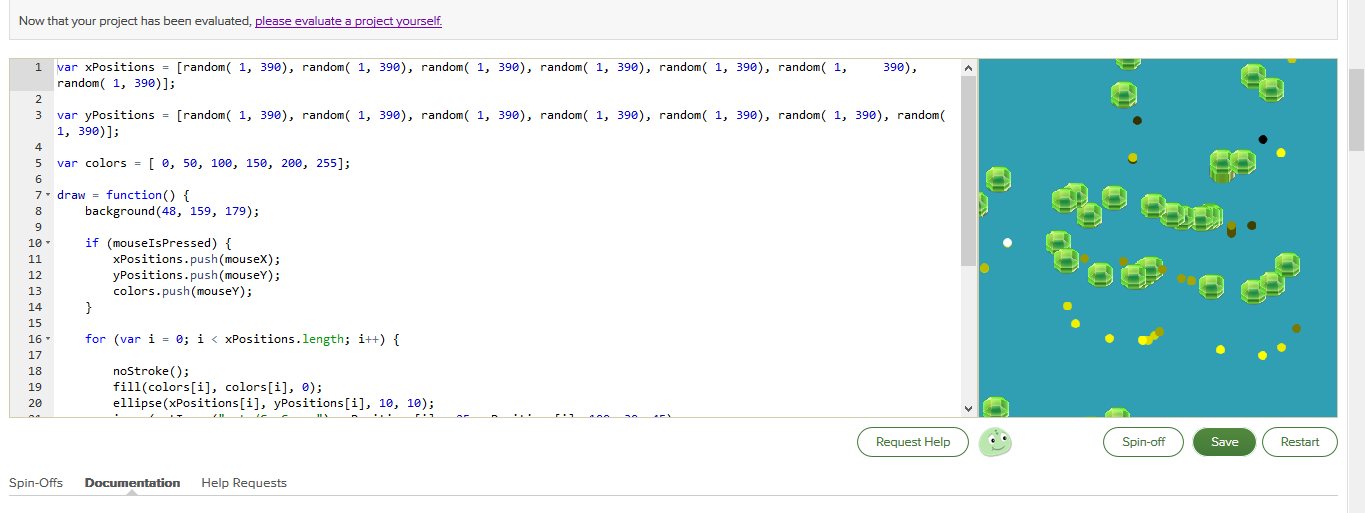 Now that your project has been evaluated, please evaluate a project yourself.
1 var xPositions = [random( 1, 390), random( 1, 390), random( 1, 390), random( 1, 390), random( 1, 390), random( 1,     390),
random( 1, 390)];
2
3 var yPositions = [random( 1, 390), random( 1, 390), random( 1, 390), random( 1, 390), random( 1, 390), random( 1, 390), random(
1, 390)];
4
5 var colors = [ 0, 50, 100, 150, 200, 255];
6
7 draw = function() {
8     background(48, 159, 179);
9
10     if (mouseIsPressed) {
11         xPositions.push(mouseX);
12         yPositions.push(mouseY);
13         colors.push(mouseY);
14     }
15
16     for (var i = 0; i < xPositions.length; i++) {
17
18         noStroke();
19         fill(colors[i], colors[i], 0);
20         ellipse(xPositions[i], yPositions[i], 10, 10);
Request Help
Spin-off
Save
Restart
Spin-Offs
Documentation
Help Requests